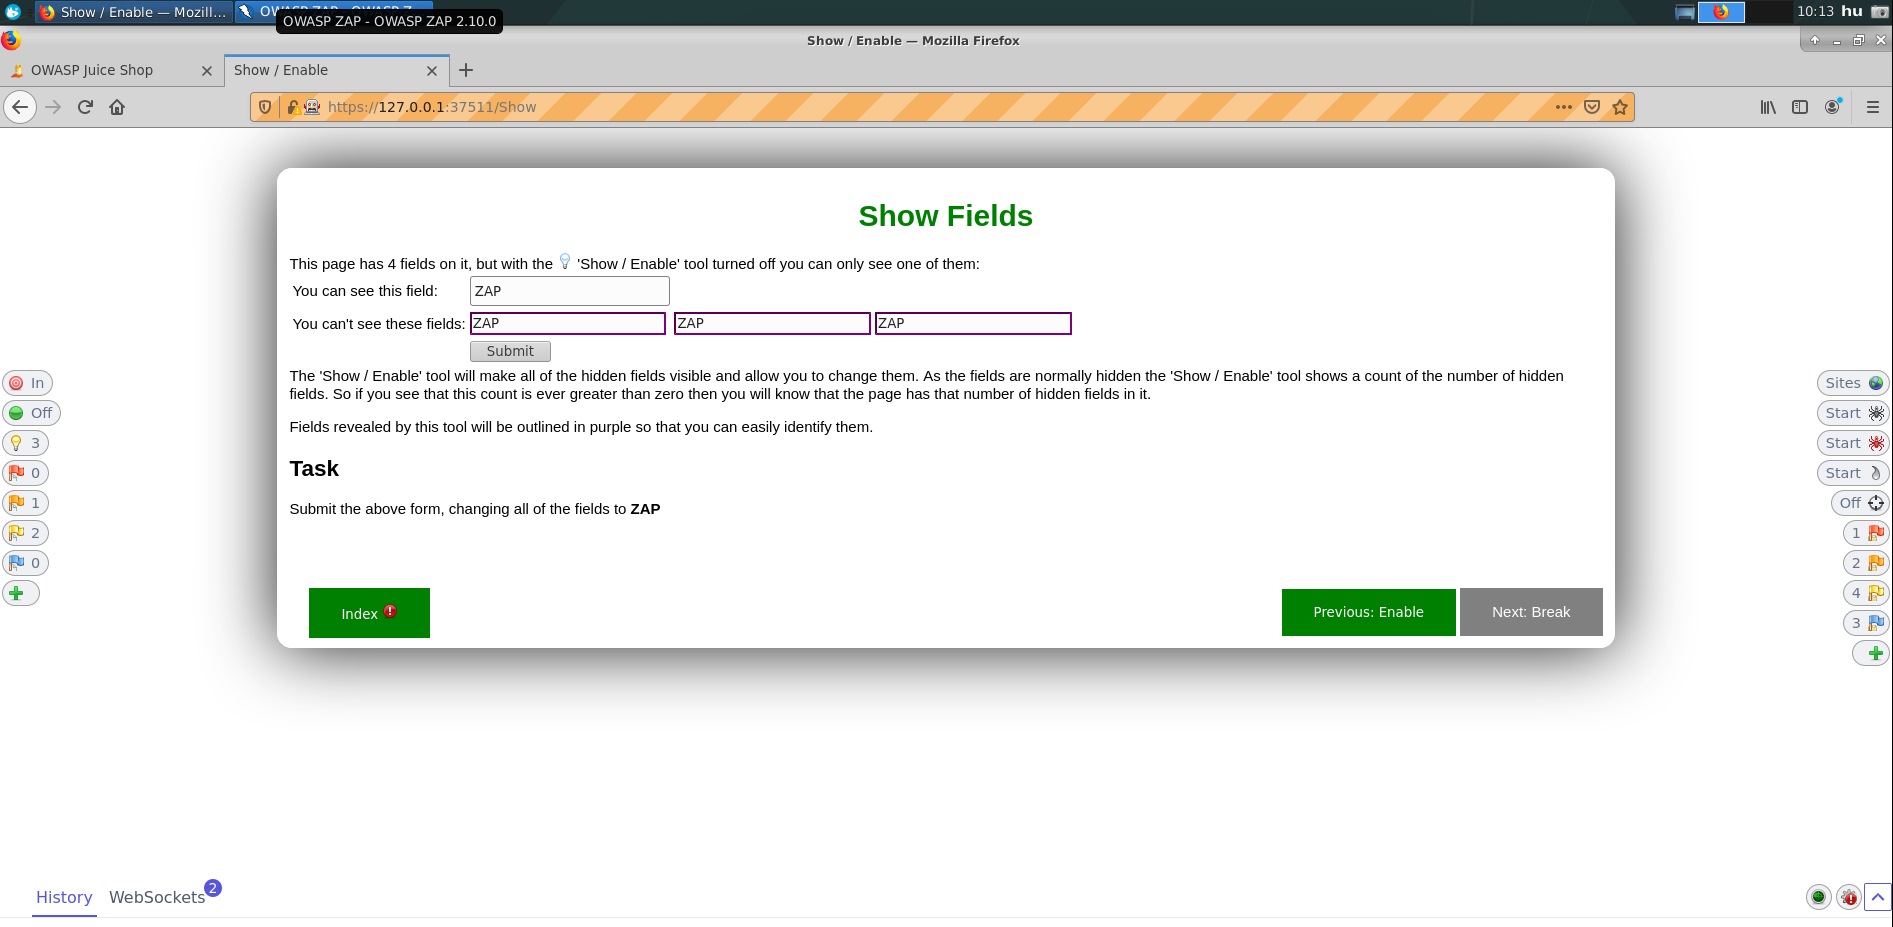 Show / Enable — Mozill...
OWASP ZAP - OWASP Z...
10:13 hu
OWASP ZAP - OWASP ZAP 2.10.0
Show / Enable — Mozilla Firefox
OWASP Juice Shop
Show / Enable
https://127.0.0.1:37511/Show
Show Fields
This page has 4 fields on it, but with the 'Show / Enable' tool turned off you can only see one of them:
You can see this field: ZAP
You can't see these fields: ZAP ZAP ZAP
Submit
The 'Show / Enable' tool will make all of the hidden fields visible and allow you to change them. As the fields are normally hidden the 'Show / Enable' tool shows a count of the number of hidden
fields. So if you see that this count is ever greater than zero then you will know that the page has that number of hidden fields in it.
Fields revealed by this tool will be outlined in purple so that you can easily identify them.
Task
Submit the above form, changing all of the fields to ZAP
Index
Previous: Enable
Next: Break
In
Off
3
0
1
2
0
Sites
Start
Start
Start
Off
1
2
4
3
History
WebSockets 2